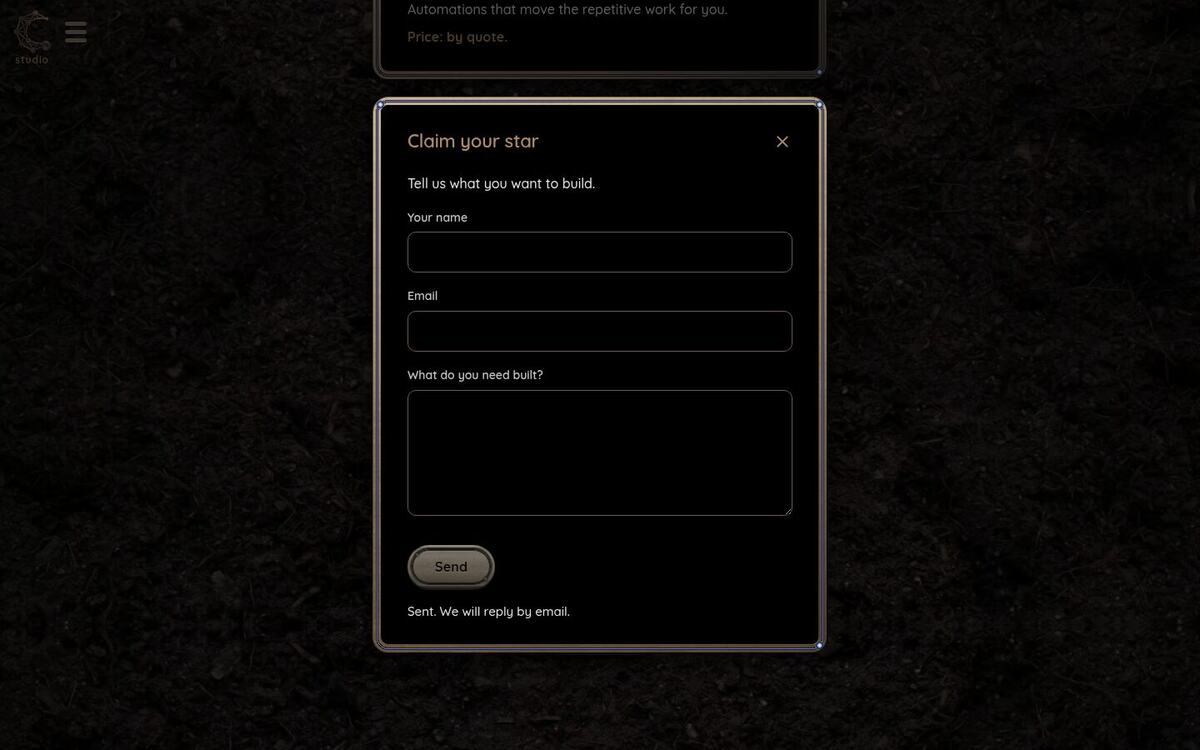 Automations that move the repetitive work for you.
Price: by quote.
studio
Claim your star
Tell us what you want to build.
Your name
Email
What do you need built?
Send
Sent. We will reply by email.